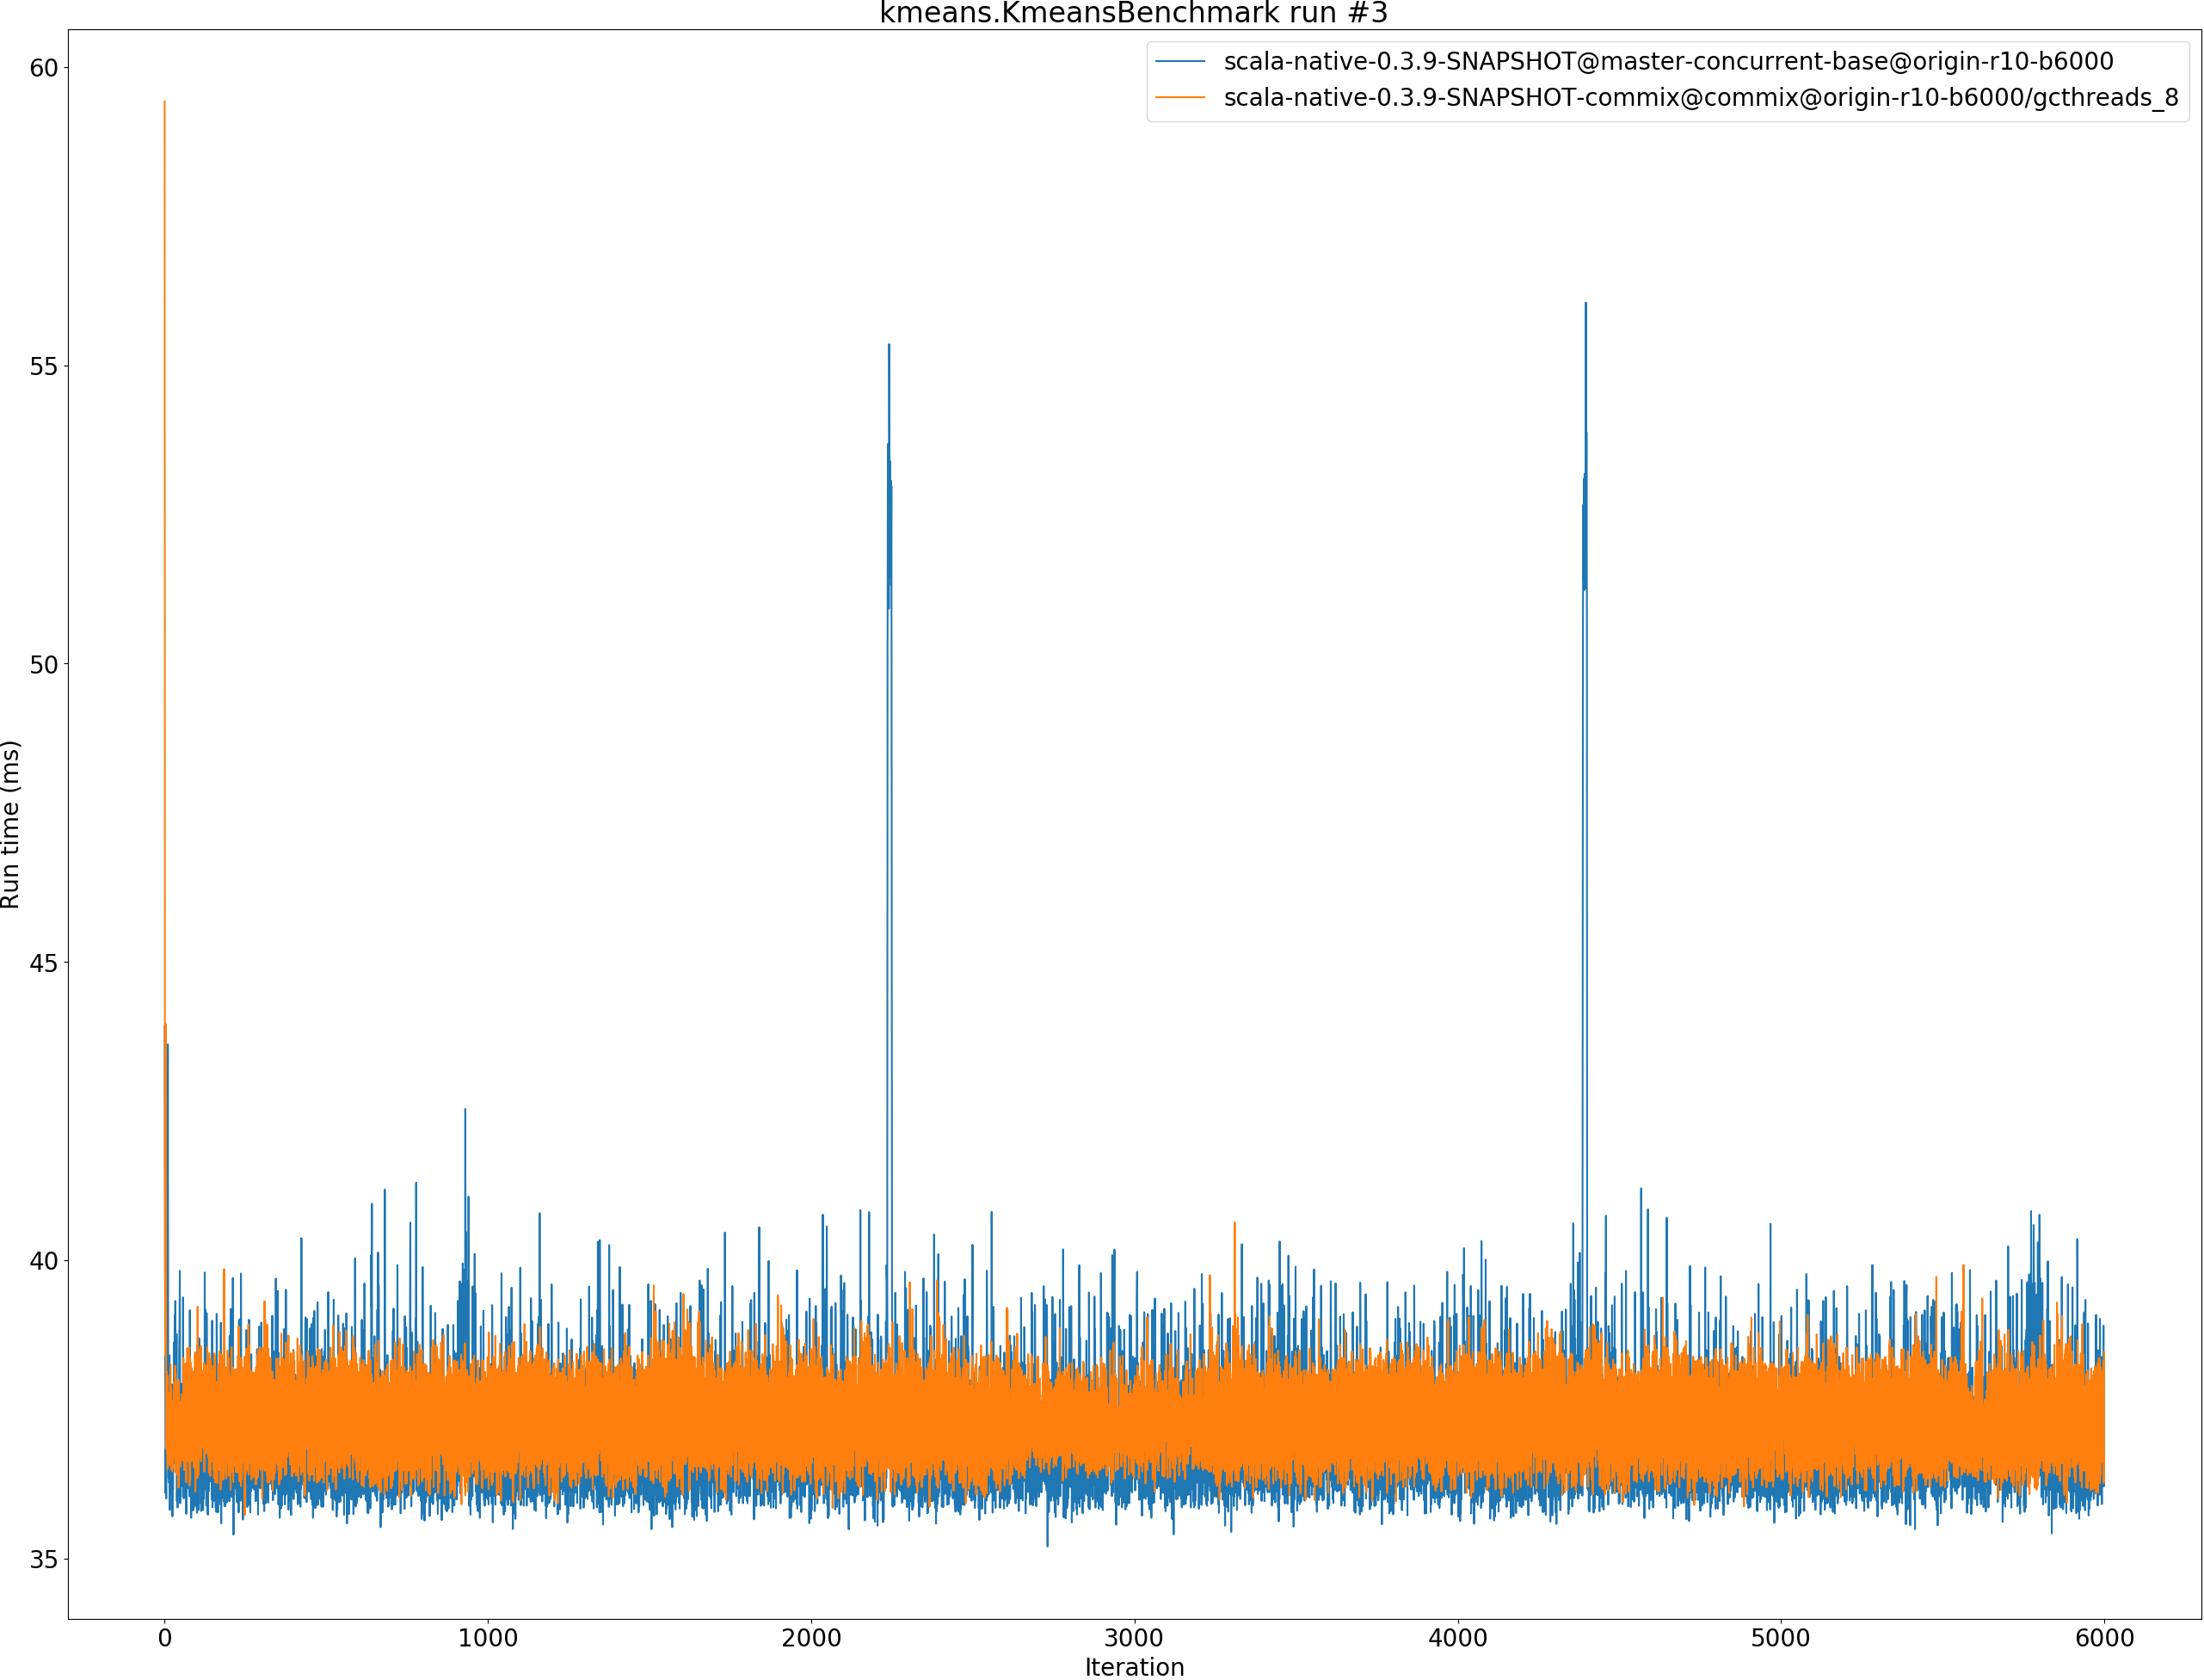 kmeans.KmeansBenchmark run #3
scala-native-0.3.9-SNAPSHOT@master-concurrent-base@origin-r10-b6000
scala-native-0.3.9-SNAPSHOT-commix@commix@origin-r10-b6000/gcthreads_8
60
55
50
45
40
35
Run time (ms)
0 1000 2000 3000 4000 5000 6000
Iteration